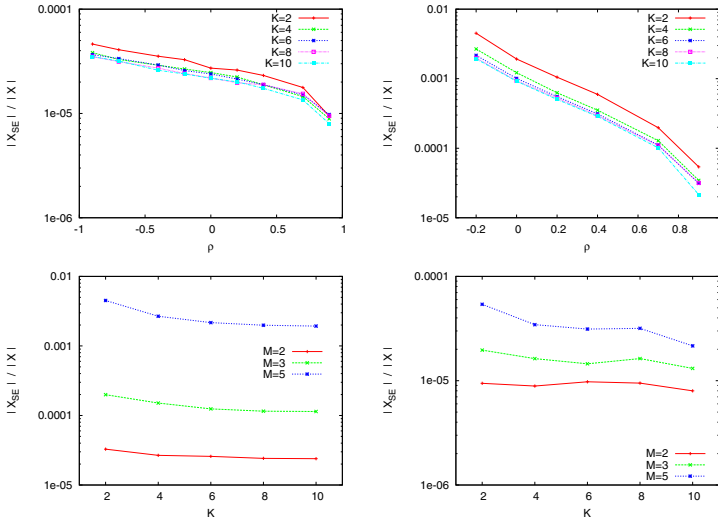 0.0001
1e-05
1e-06
-1
-0.5
0
0.5
1
ρ
| X_SE | / | X |
K=2
K=4
K=6
K=8
K=10
0.01
0.001
0.0001
1e-05
-0.2
0
0.2
0.4
0.6
0.8
1
ρ
| X_SE | / | X |
K=2
K=4
K=6
K=8
K=10
0.01
0.001
0.0001
1e-05
2
4
6
8
10
K
| X_SE | / | X |
M=2
M=3
M=5
0.0001
1e-05
1e-06
2
4
6
8
10
K
| X_SE | / | X |
M=2
M=3
M=5